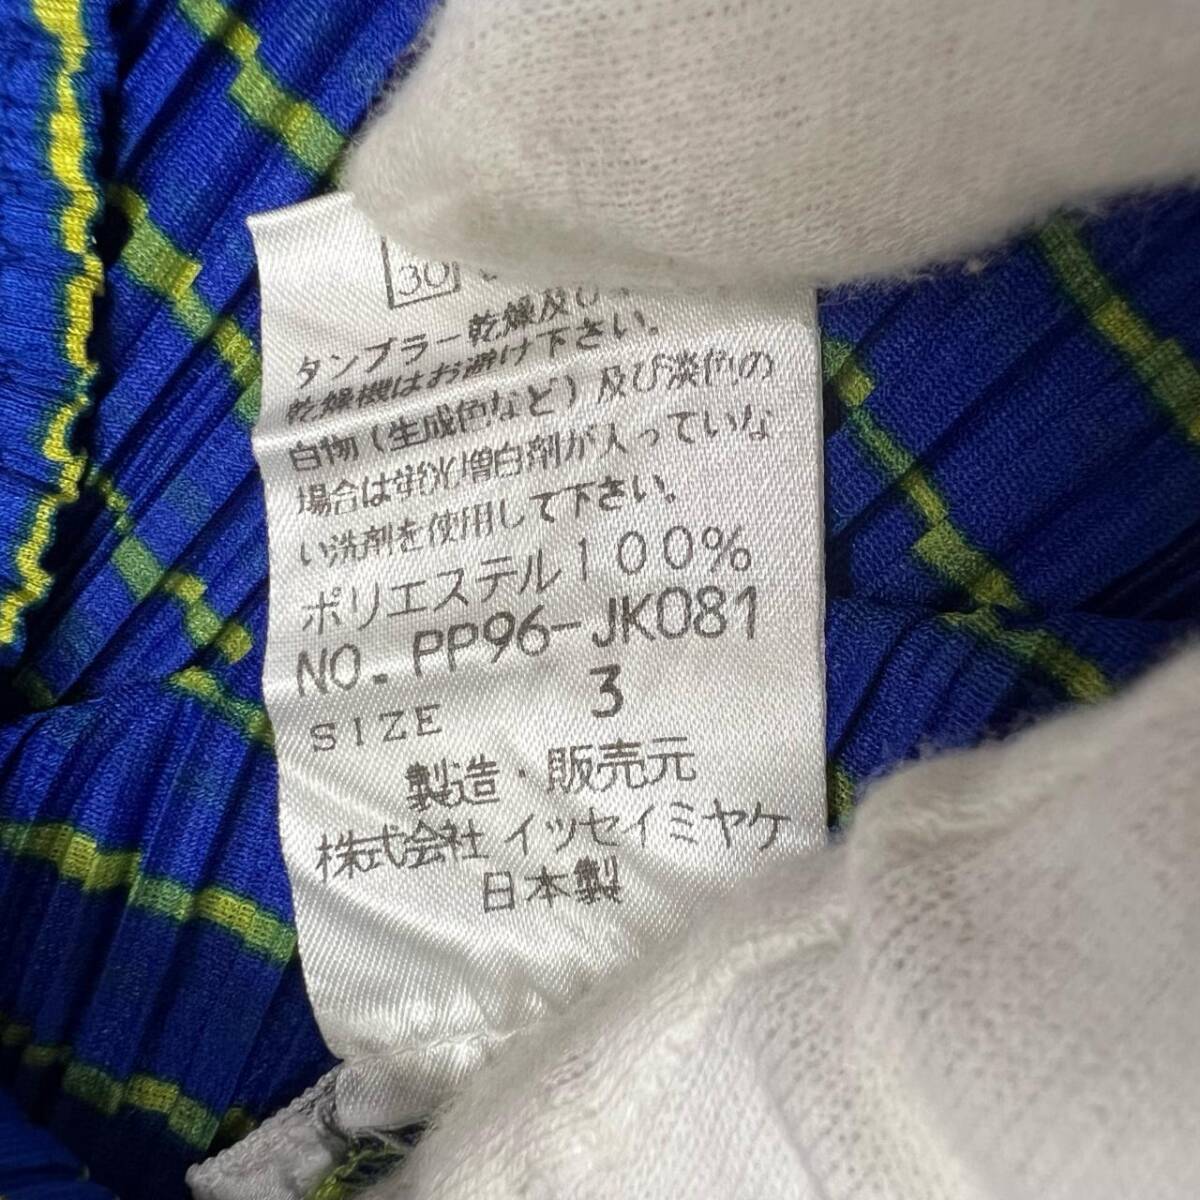 30
タンブラー乾燥及び
乾燥機はお避け下さい。
白物(生成色など)及び淡色の
場合は蛍光増白剤が入っていな
い洗剤を使用して下さい。
ポリエステル100%
NO. PP96-JK081
SIZE 3
製造・販売元
株式会社 イッセイミヤケ
日本製